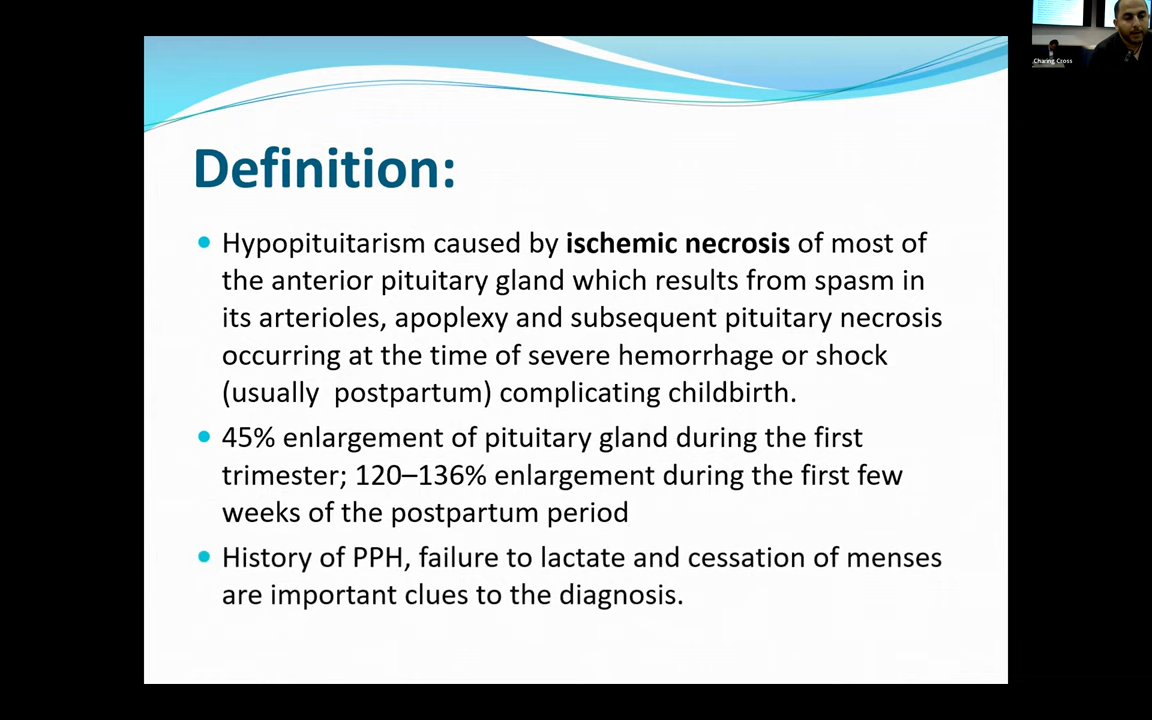 Charing Cross
Definition:
Hypopituitarism caused by ischemic necrosis of most of
the anterior pituitary gland which results from spasm in
its arterioles, apoplexy and subsequent pituitary necrosis
occurring at the time of severe hemorrhage or shock
(usually postpartum) complicating childbirth.
45% enlargement of pituitary gland during the first
trimester; 120–136% enlargement during the first few
weeks of the postpartum period
History of PPH, failure to lactate and cessation of menses
are important clues to the diagnosis.